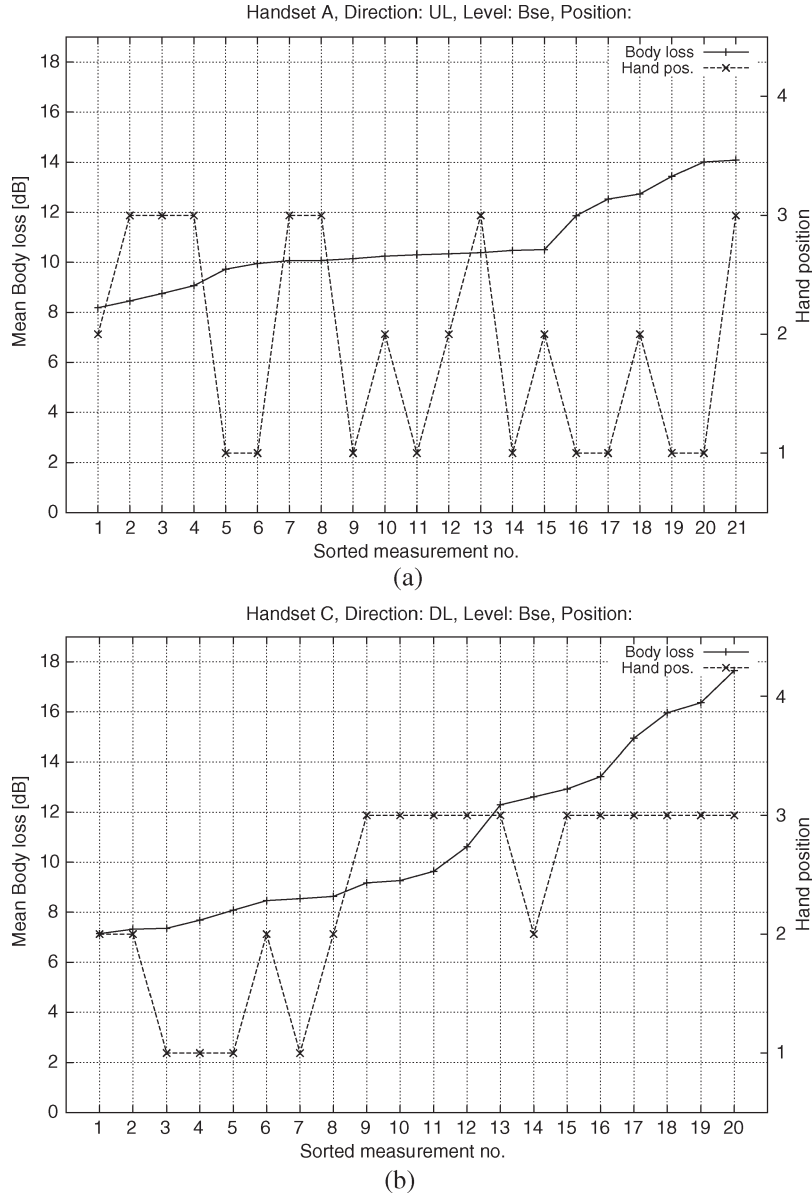 Handset A, Direction: UL, Level: Bse, Position:
Body loss
Hand pos.
18
16
14
12
10
8
6
4
2
0
Mean Body loss [dB]
4
3
2
1
Hand position
1 2 3 4 5 6 7 8 9 10 11 12 13 14 15 16 17 18 19 20 21
Sorted measurement no.
(a)
Handset C, Direction: DL, Level: Bse, Position:
Body loss
Hand pos.
18
16
14
12
10
8
6
4
2
0
Mean Body loss [dB]
4
3
2
1
Hand position
1 2 3 4 5 6 7 8 9 10 11 12 13 14 15 16 17 18 19 20
Sorted measurement no.
(b)